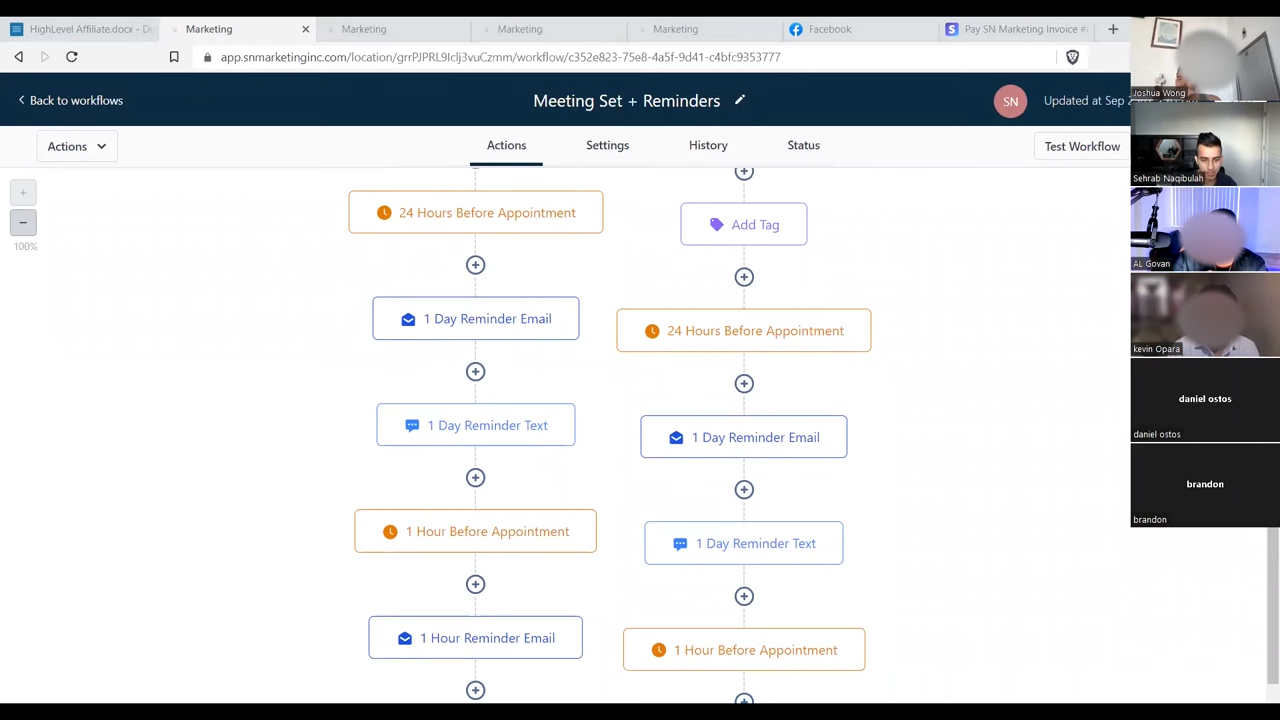 HighLevel Affiliate.docx - Do
Marketing
Marketing
Marketing
Marketing
Facebook
Pay SN Marketing Invoice #
app.snmarketinginc.com/location/grrPJPRL9Iclj3vuCzmm/workflow/c352e823-75e8-4a5f-9d41-c4bfc9353777
Back to workflows
Meeting Set + Reminders
SN
Updated at Sep 2
Actions
Actions
Settings
History
Status
Test Workflow
100%
24 Hours Before Appointment
1 Day Reminder Email
1 Day Reminder Text
1 Hour Before Appointment
1 Hour Reminder Email
Add Tag
24 Hours Before Appointment
1 Day Reminder Email
1 Day Reminder Text
1 Hour Before Appointment
Joshua Wong
Sehrab Naqibulah
AL Govan
kevin Opara
daniel ostos
daniel ostos
brandon
brandon